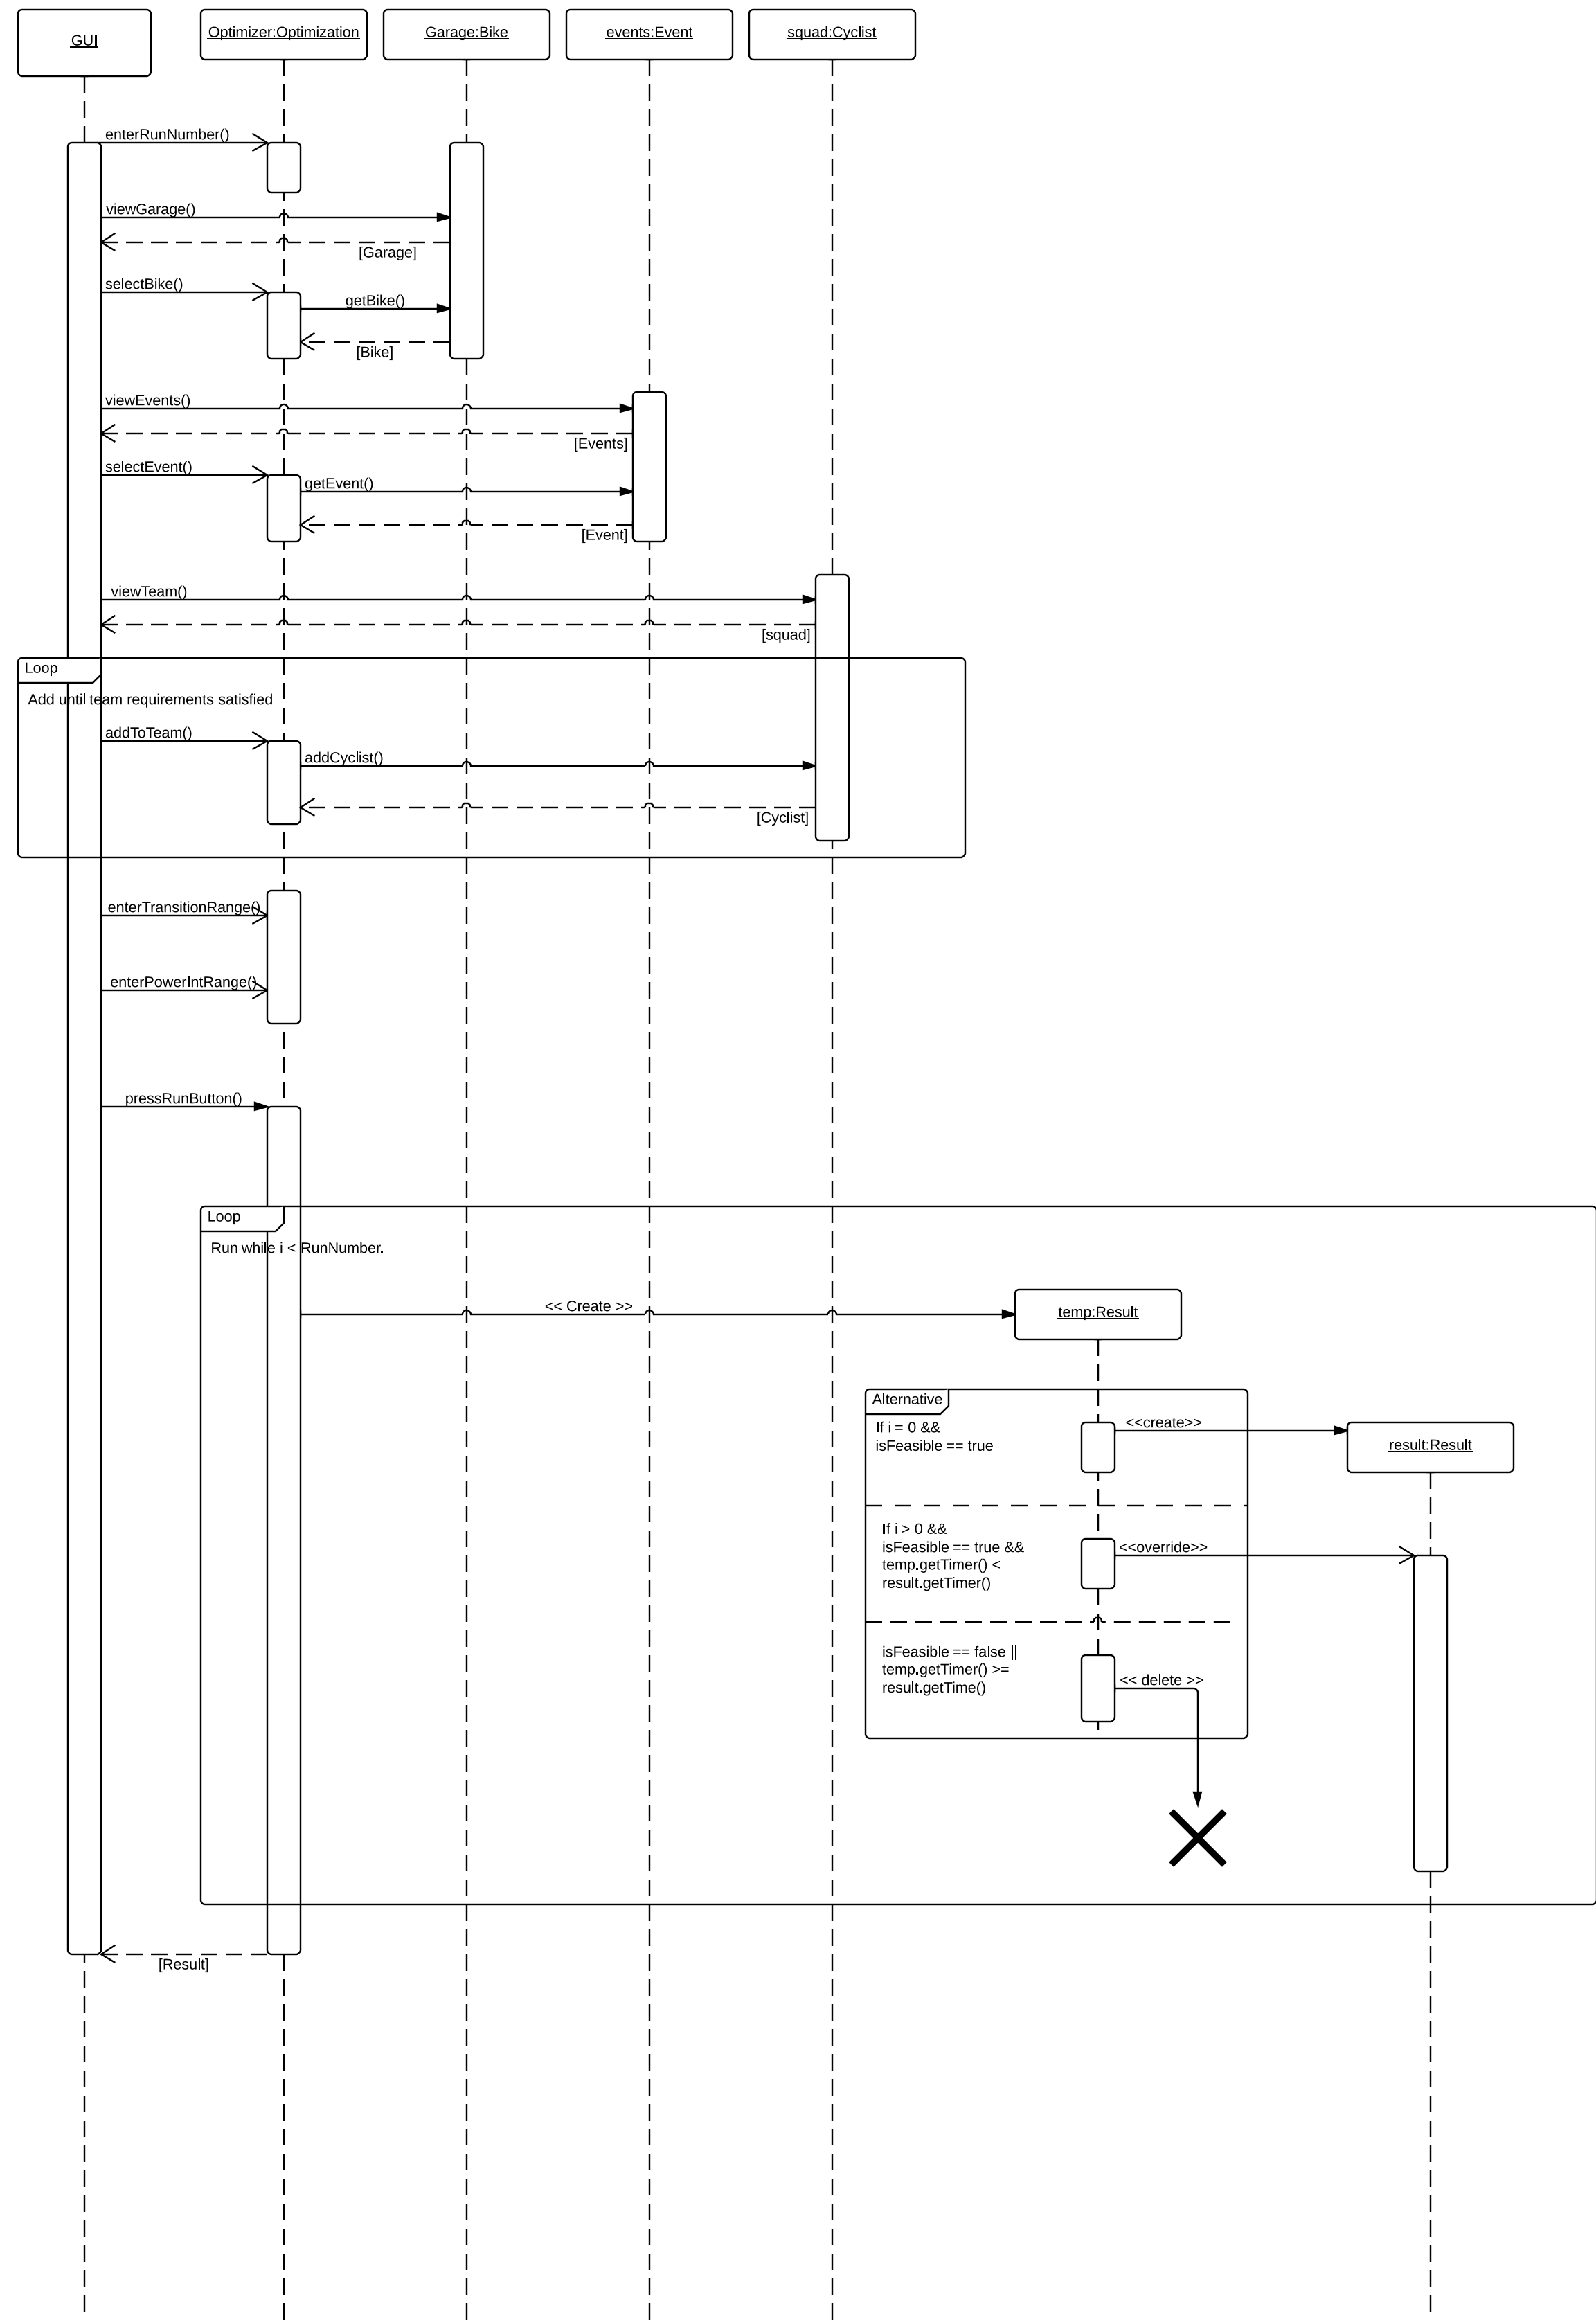 GUI
Optimizer:Optimization
Garage:Bike
events:Event
squad:Cyclist
enterRunNumber()
viewGarage()
[Garage]
selectBike()
getBike()
[Bike]
viewEvents()
[Events]
selectEvent()
getEvent()
[Event]
viewTeam()
[squad]
Loop
Add until team requirements satisfied
addToTeam()
addCyclist()
[Cyclist]
enterTransitionRange()
enterPowerIntRange()
pressRunButton()
Loop
Run while i < RunNumber.
<< Create >>
temp:Result
Alternative
If i = 0 &&
isFeasible == true
<<create>>
result:Result
If i > 0 &&
isFeasible == true &&
temp.getTimer() <
result.getTimer()
<<override>>
isFeasible == false ||
temp.getTimer() >=
result.getTime()
<< delete >>
[Result]